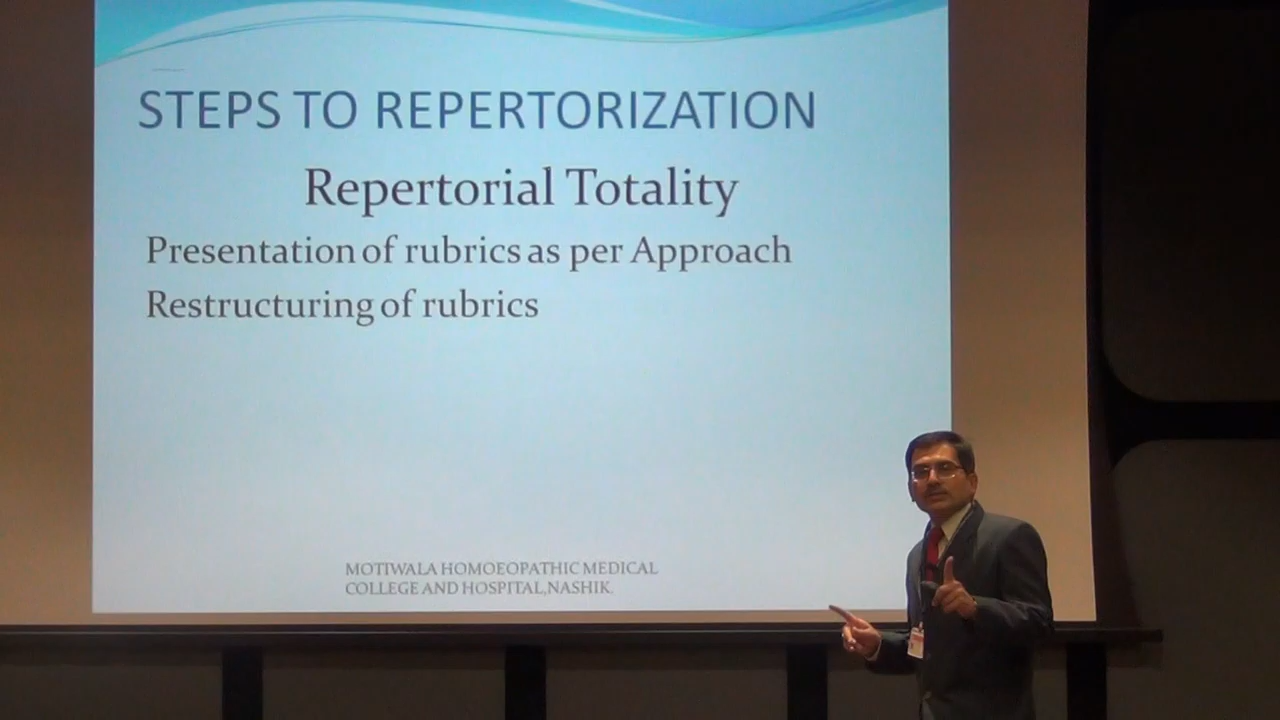 STEPS TO REPERTORIZATION
Repertorial Totality
Presentation of rubrics as per Approach
Restructuring of rubrics
MOTIWALA HOMOEOPATHIC MEDICAL
COLLEGE AND HOSPITAL,NASHIK.